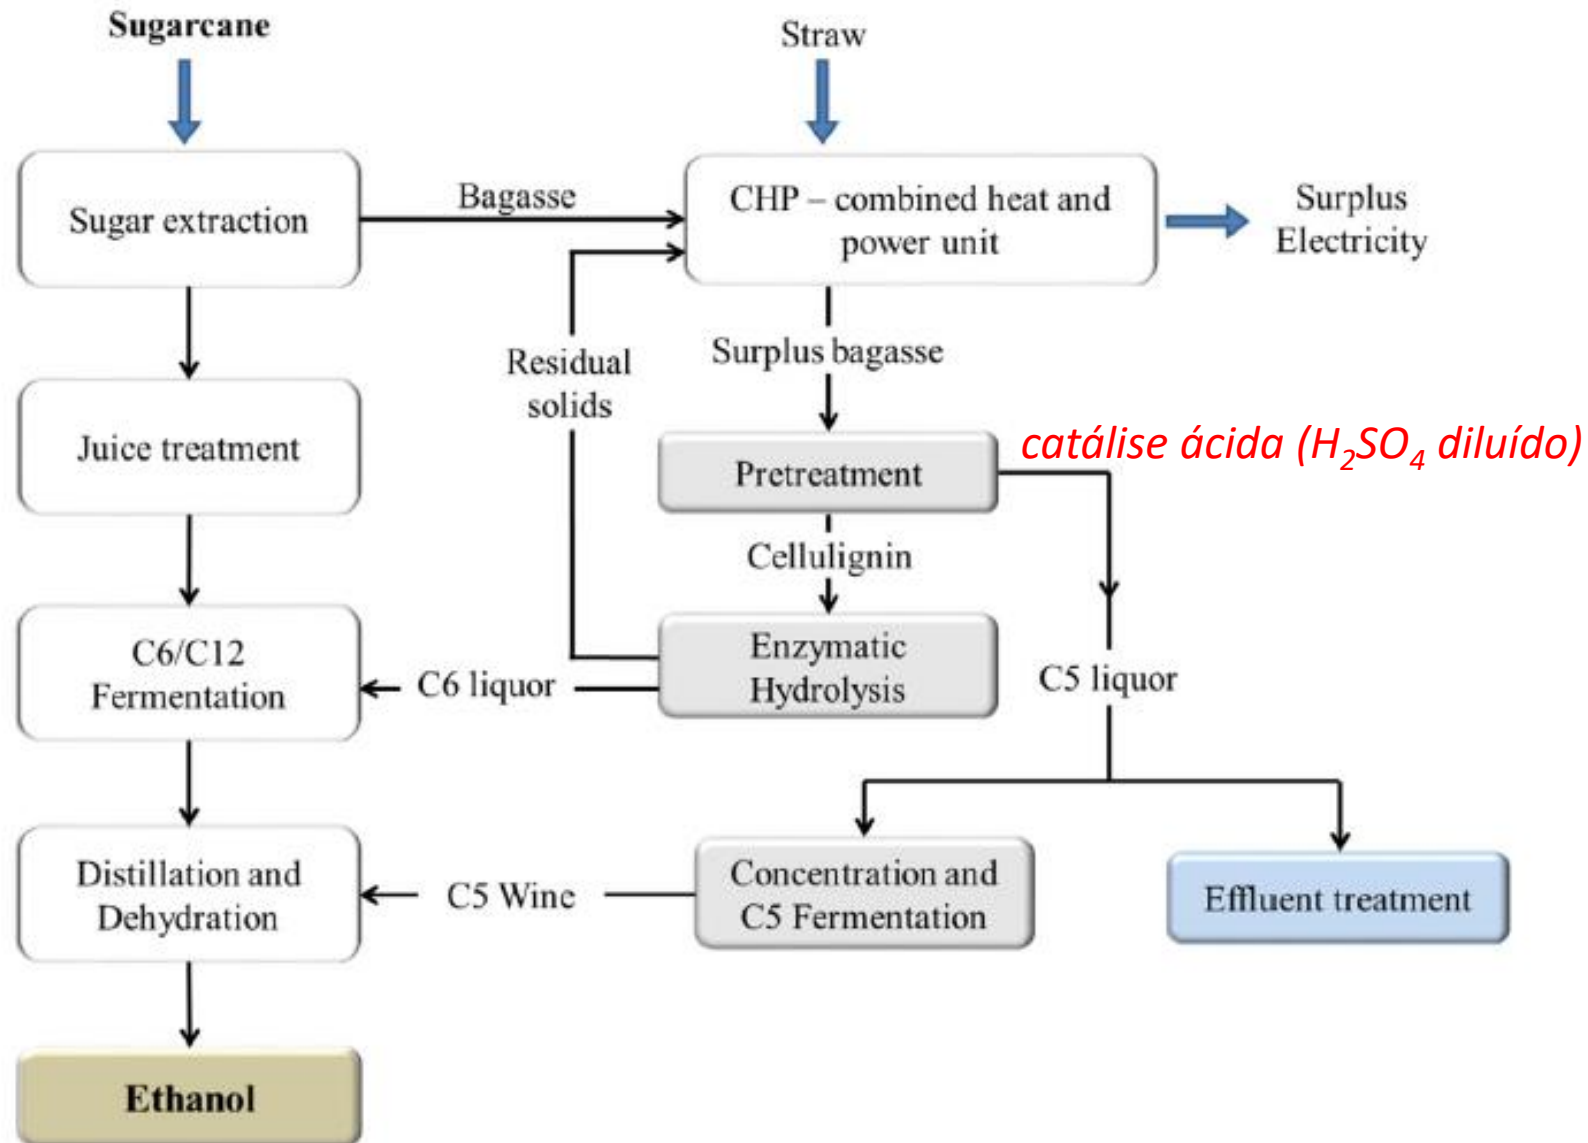 Sugarcane
Straw
Sugar extraction
Bagasse
CHP – combined heat and
power unit
Surplus
Electricity
Residual
solids
Surplus bagasse
Juice treatment
Pretreatment
catálise ácida (H₂SO₄ diluído)
Cellulignin
C6/C12
Fermentation
C6 liquor
Enzymatic
Hydrolysis
C5 liquor
Distillation and
Dehydration
C5 Wine
Concentration and
C5 Fermentation
Effluent treatment
Ethanol